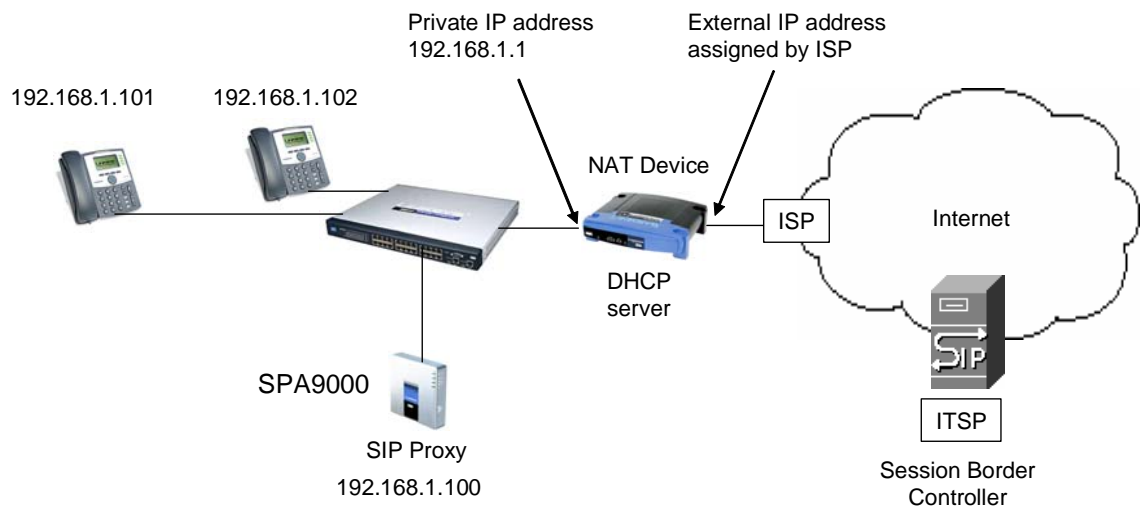 Private IP address
192.168.1.1
External IP address
assigned by ISP
192.168.1.101
192.168.1.102
NAT Device
ISP
Internet
DHCP
server
SPA9000
SIP Proxy
192.168.1.100
SIP
ITSP
Session Border
Controller